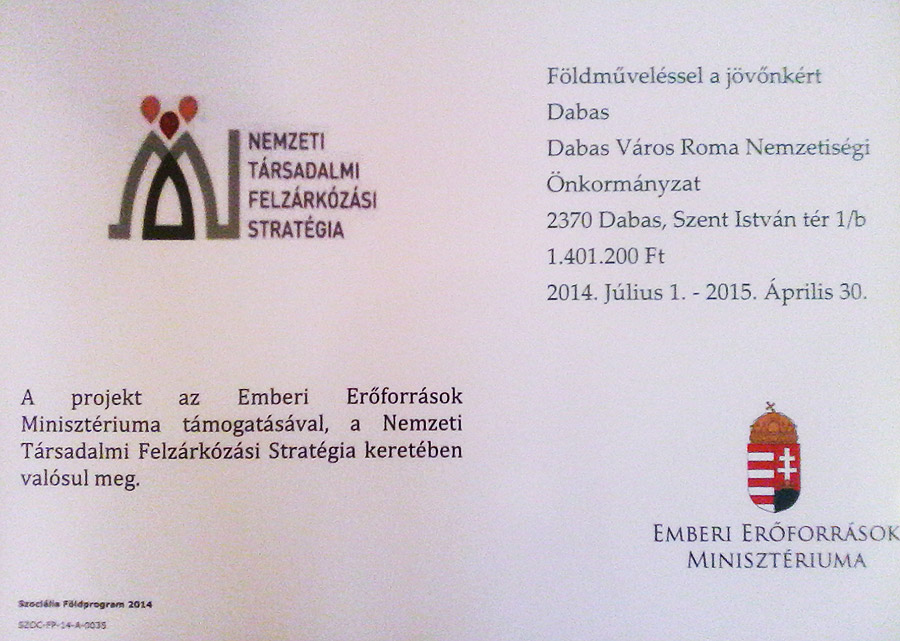 NEMZETI
TÁRSADALMI
FELZÁRKÓZÁSI
STRATÉGIA
Földműveléssel a jövőnkért
Dabas
Dabas Város Roma Nemzetiségi
Önkormányzat
2370 Dabas, Szent István tér 1/b
1.401.200 Ft
2014. Július 1. - 2015. Április 30.
A projekt az Emberi Erőforrások
Minisztériuma támogatásával, a Nemzeti
Társadalmi Felzárkózási Stratégia keretében
valósul meg.
EMBERI ERŐFORRÁSOK
MINISZTÉRIUMA
Szociális Földprogram 2014
SZOC-FP-14-A-0035